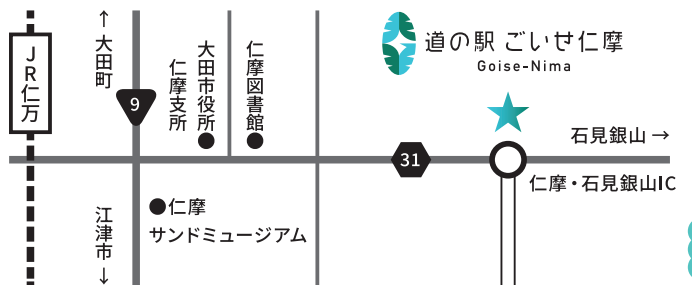 ↑
大田町
JR仁万
9
大田市役所
仁摩支所
仁摩図書館
道の駅 ごいせ仁摩
Goise-Nima
石見銀山 →
31
仁摩・石見銀山IC
仁摩
サンドミュージアム
江津市
↓